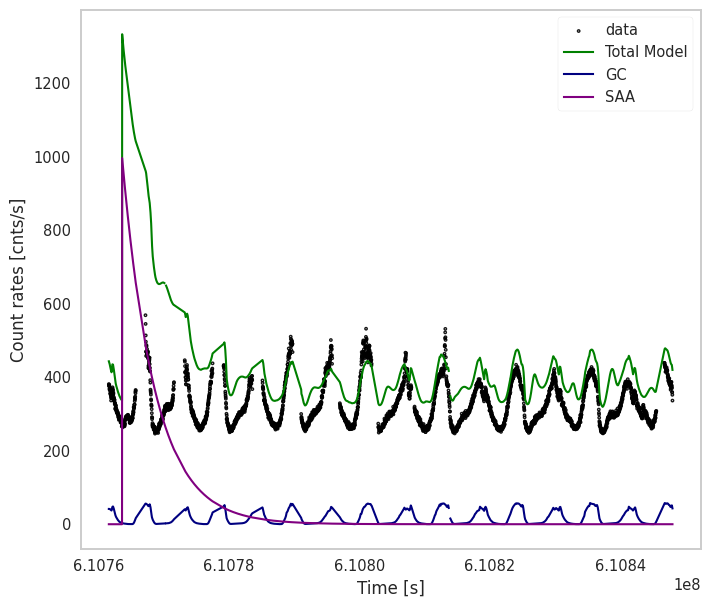 data
Total Model
GC
SAA
Count rates [cnts/s]
1200
1000
800
600
400
200
0
6.1076 6.1078 6.1080 6.1082 6.1084
1e8
Time [s]